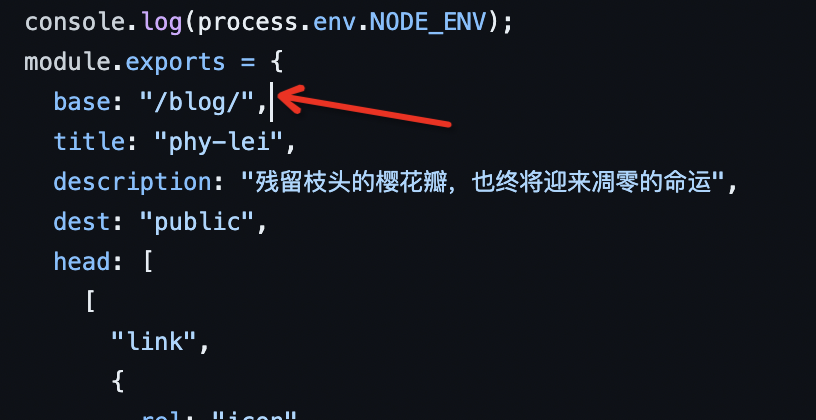 console.log(process.env.NODE_ENV);
module.exports = {
base: "/blog/",
title: "phy-lei",
description: "残留枝头的樱花瓣，也终将迎来凋零的命运",
dest: "public",
head: [
[
"link",
{
rel: "icon"